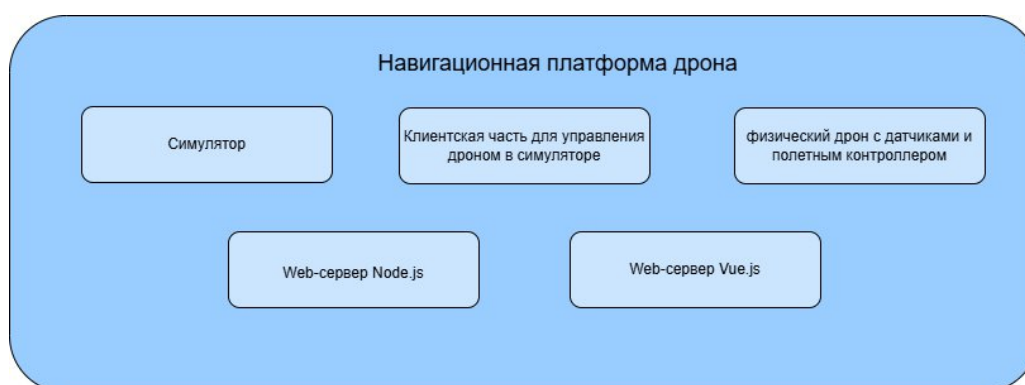 Навигационная платформа дрона
Симулятор
Клиентская часть для управления
дроном в симуляторе
физический дрон с датчиками и
полетным контроллером
Web-сервер Node.js
Web-сервер Vue.js